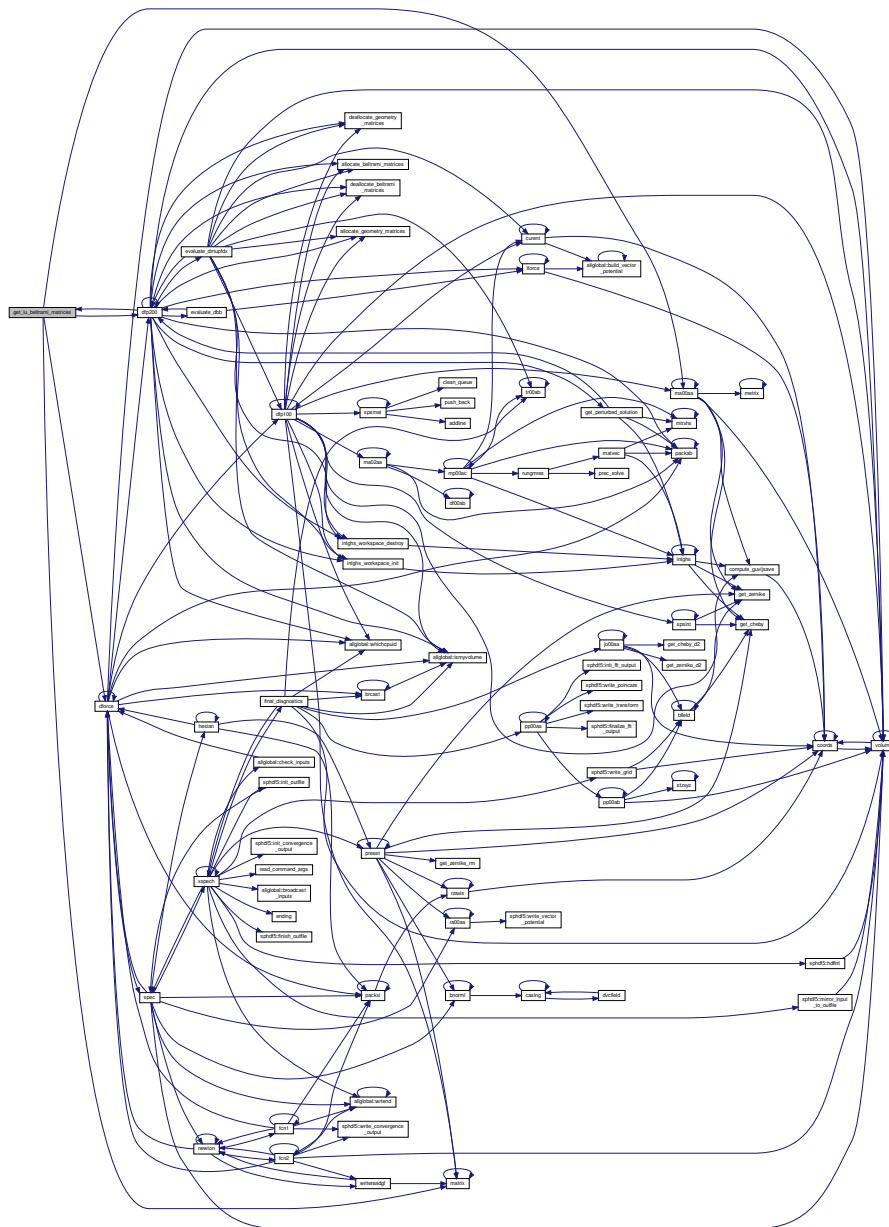 deallocate_geometry
_matrices
allocate_beltrami_matrices
deallocate_beltrami
_matrices
allocate_geometry_matrices
curent
evaluate_dmupfdx
lforce
allglobal::build_vector
_potential
get_lu_beltrami_matrices
dfp200
evaluate_dbb
clean_queue
push_back
addline
tr00ab
ma00aa
metrix
dfp100
spsmat
get_perturbed_solution
mtrxhs
ma02aa
mp00ac
rungmres
matvec
prec_solve
packab
df00ab
intghs_workspace_destroy
intghs_workspace_init
intghs
compute_guvijsave
get_zernike
spsint
get_cheby
allglobal::whichcpuid
allglobal::ismyvolume
jo00aa
get_cheby_d2
get_zernike_d2
sphdf5::init_flt_output
sphdf5::write_poincare
sphdf5::write_transform
sphdf5::finalize_flt
_output
dforce
final_diagnostics
brcast
hesian
pp00aa
bfield
coords
volume
allglobal::check_inputs
sphdf5::init_outfile
sphdf5::write_grid
stzxyz
pp00ab
sphdf5::init_convergence
_output
read_command_args
xspech
allglobal::broadcast
_inputs
ending
sphdf5::finish_outfile
preset
get_zernike_rm
rzaxis
ra00aa
sphdf5::write_vector
_potential
sphdf5::hdfint
spec
packxi
bnorml
casing
dvcfield
sphdf5::mirror_input
_to_outfile
allglobal::wrtend
fcn1
sphdf5::write_convergence
_output
newton
fcn2
writereadgf
matrix